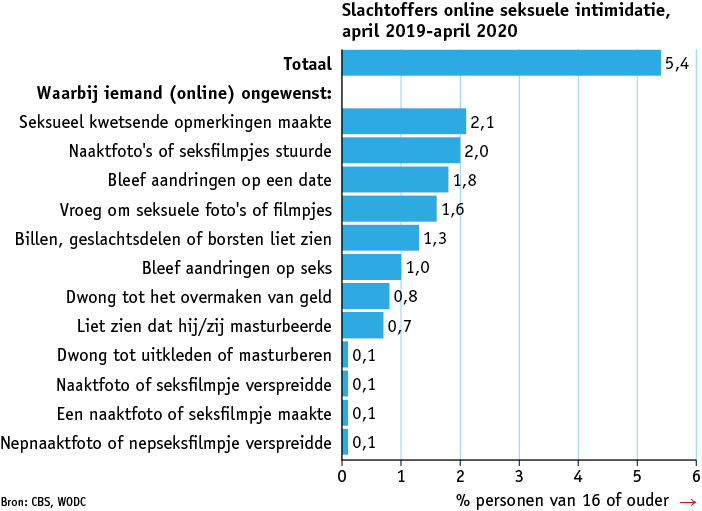 Slachtoffers online seksuele intimidatie,
april 2019-april 2020
Totaal 5,4
Waarbij iemand (online) ongewenst:
Seksueel kwetsende opmerkingen maakte 2,1
Naaktfoto's of seksfilmpjes stuurde 2,0
Bleef aandringen op een date 1,8
Vroeg om seksuele foto's of filmpjes 1,6
Billen, geslachtsdelen of borsten liet zien 1,3
Bleef aandringen op seks 1,0
Dwong tot het overmaken van geld 0,8
Liet zien dat hij/zij masturbeerde 0,7
Dwong tot uitkleden of masturberen 0,1
Naaktfoto of seksfilmpje verspreidde 0,1
Een naaktfoto of seksfilmpje maakte 0,1
Nepnaaktfoto of nepseksfilmpje verspreidde 0,1
0 1 2 3 4 5 6
% personen van 16 of ouder →
Bron: CBS, WODC